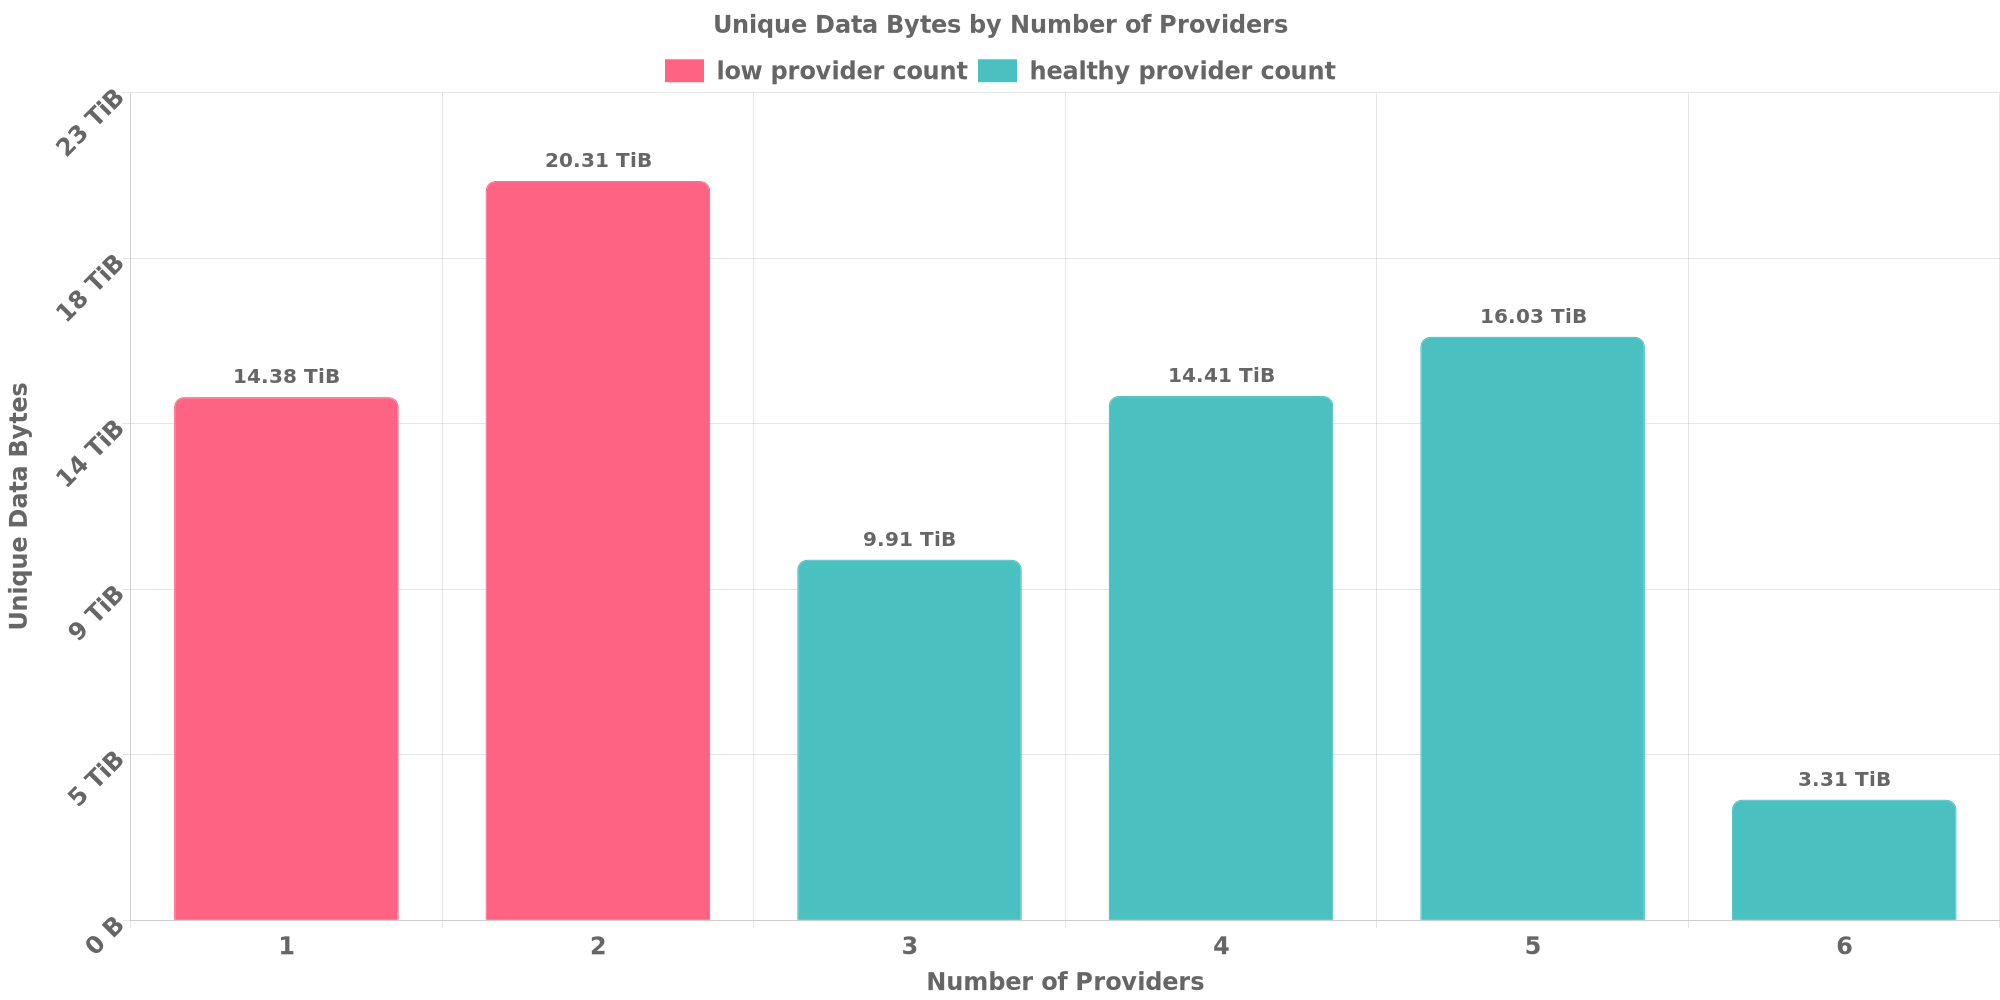 Unique Data Bytes by Number of Providers
low provider count healthy provider count
23 TiB
18 TiB
14 TiB
9 TiB
5 TiB
0 B
Unique Data Bytes
14.38 TiB
20.31 TiB
9.91 TiB
14.41 TiB
16.03 TiB
3.31 TiB
1 2 3 4 5 6
Number of Providers